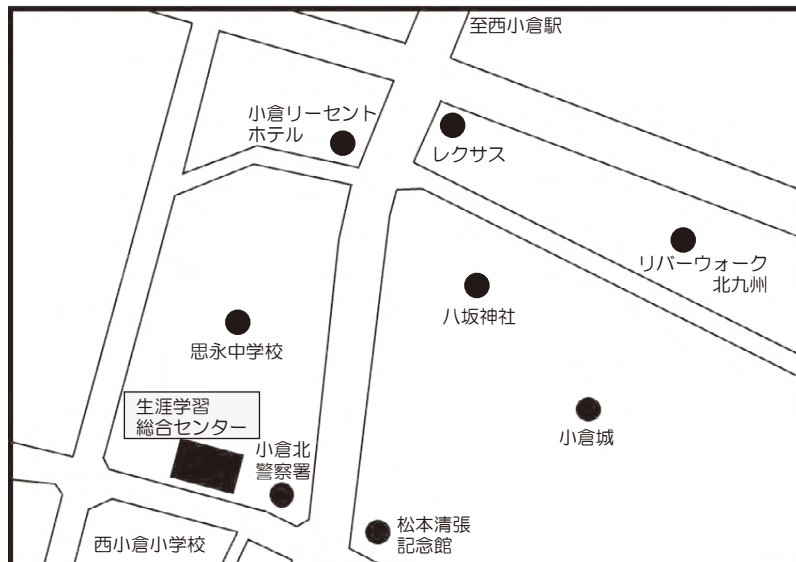 至西小倉駅
小倉リーセント
ホテル
レクサス
リバーウォーク
北九州
八坂神社
思永中学校
生涯学習
総合センター
小倉城
小倉北
警察署
松本清張
記念館
西小倉小学校